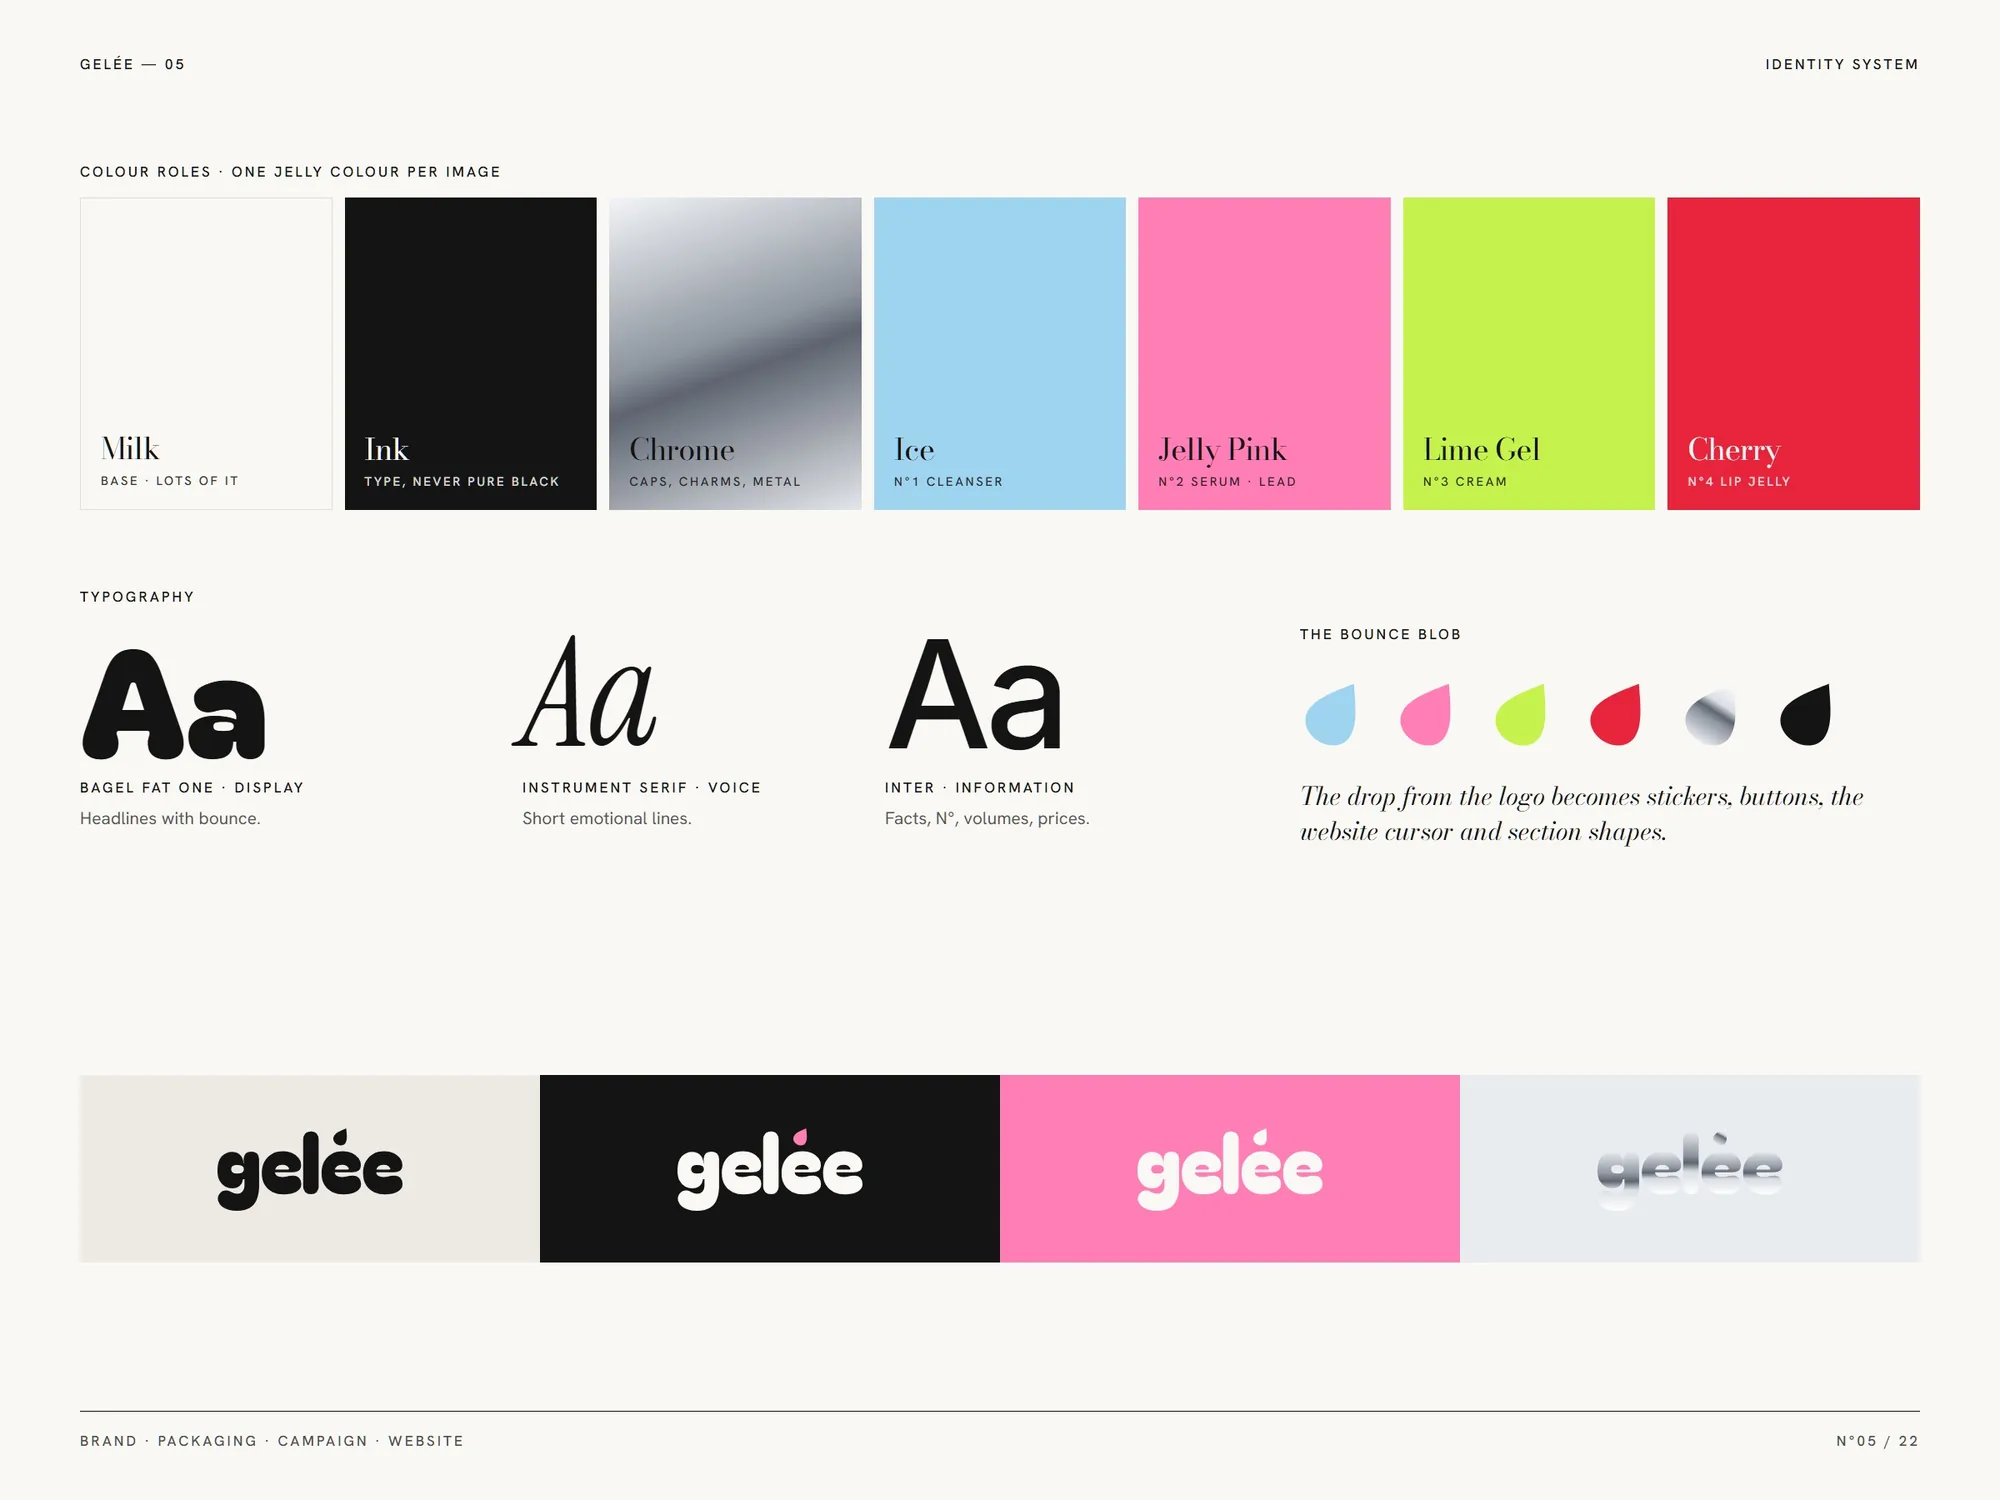 GELÉE — 05
IDENTITY SYSTEM
COLOUR ROLES · ONE JELLY COLOUR PER IMAGE
Milk
BASE · LOTS OF IT
Ink
TYPE, NEVER PURE BLACK
Chrome
CAPS, CHARMS, METAL
Ice
N°1 CLEANSER
Jelly Pink
N°2 SERUM · LEAD
Lime Gel
N°3 CREAM
Cherry
N°4 LIP JELLY
TYPOGRAPHY
Aa
BAGEL FAT ONE · DISPLAY
Headlines with bounce.
Aa
INSTRUMENT SERIF · VOICE
Short emotional lines.
Aa
INTER · INFORMATION
Facts, N°, volumes, prices.
THE BOUNCE BLOB
The drop from the logo becomes stickers, buttons, the
website cursor and section shapes.
gelée
gelée
gelée
gelée
BRAND · PACKAGING · CAMPAIGN · WEBSITE
N°05 / 22